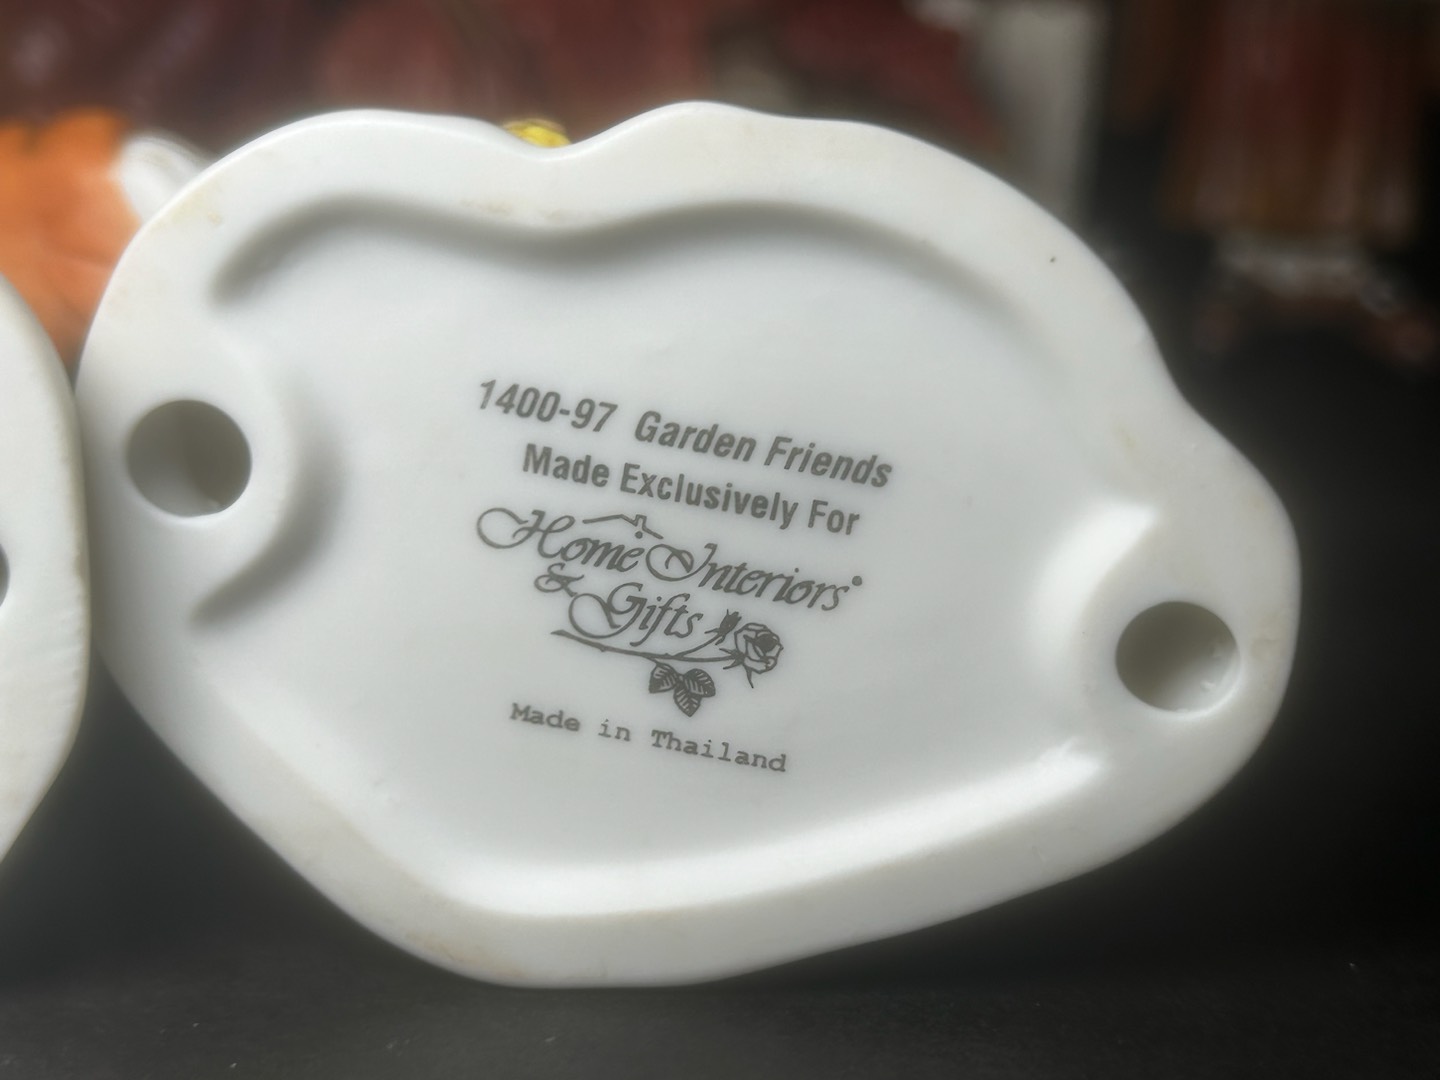 1400-97 Garden Friends
Made Exclusively For
Home Interiors®
& Gifts
Made in Thailand